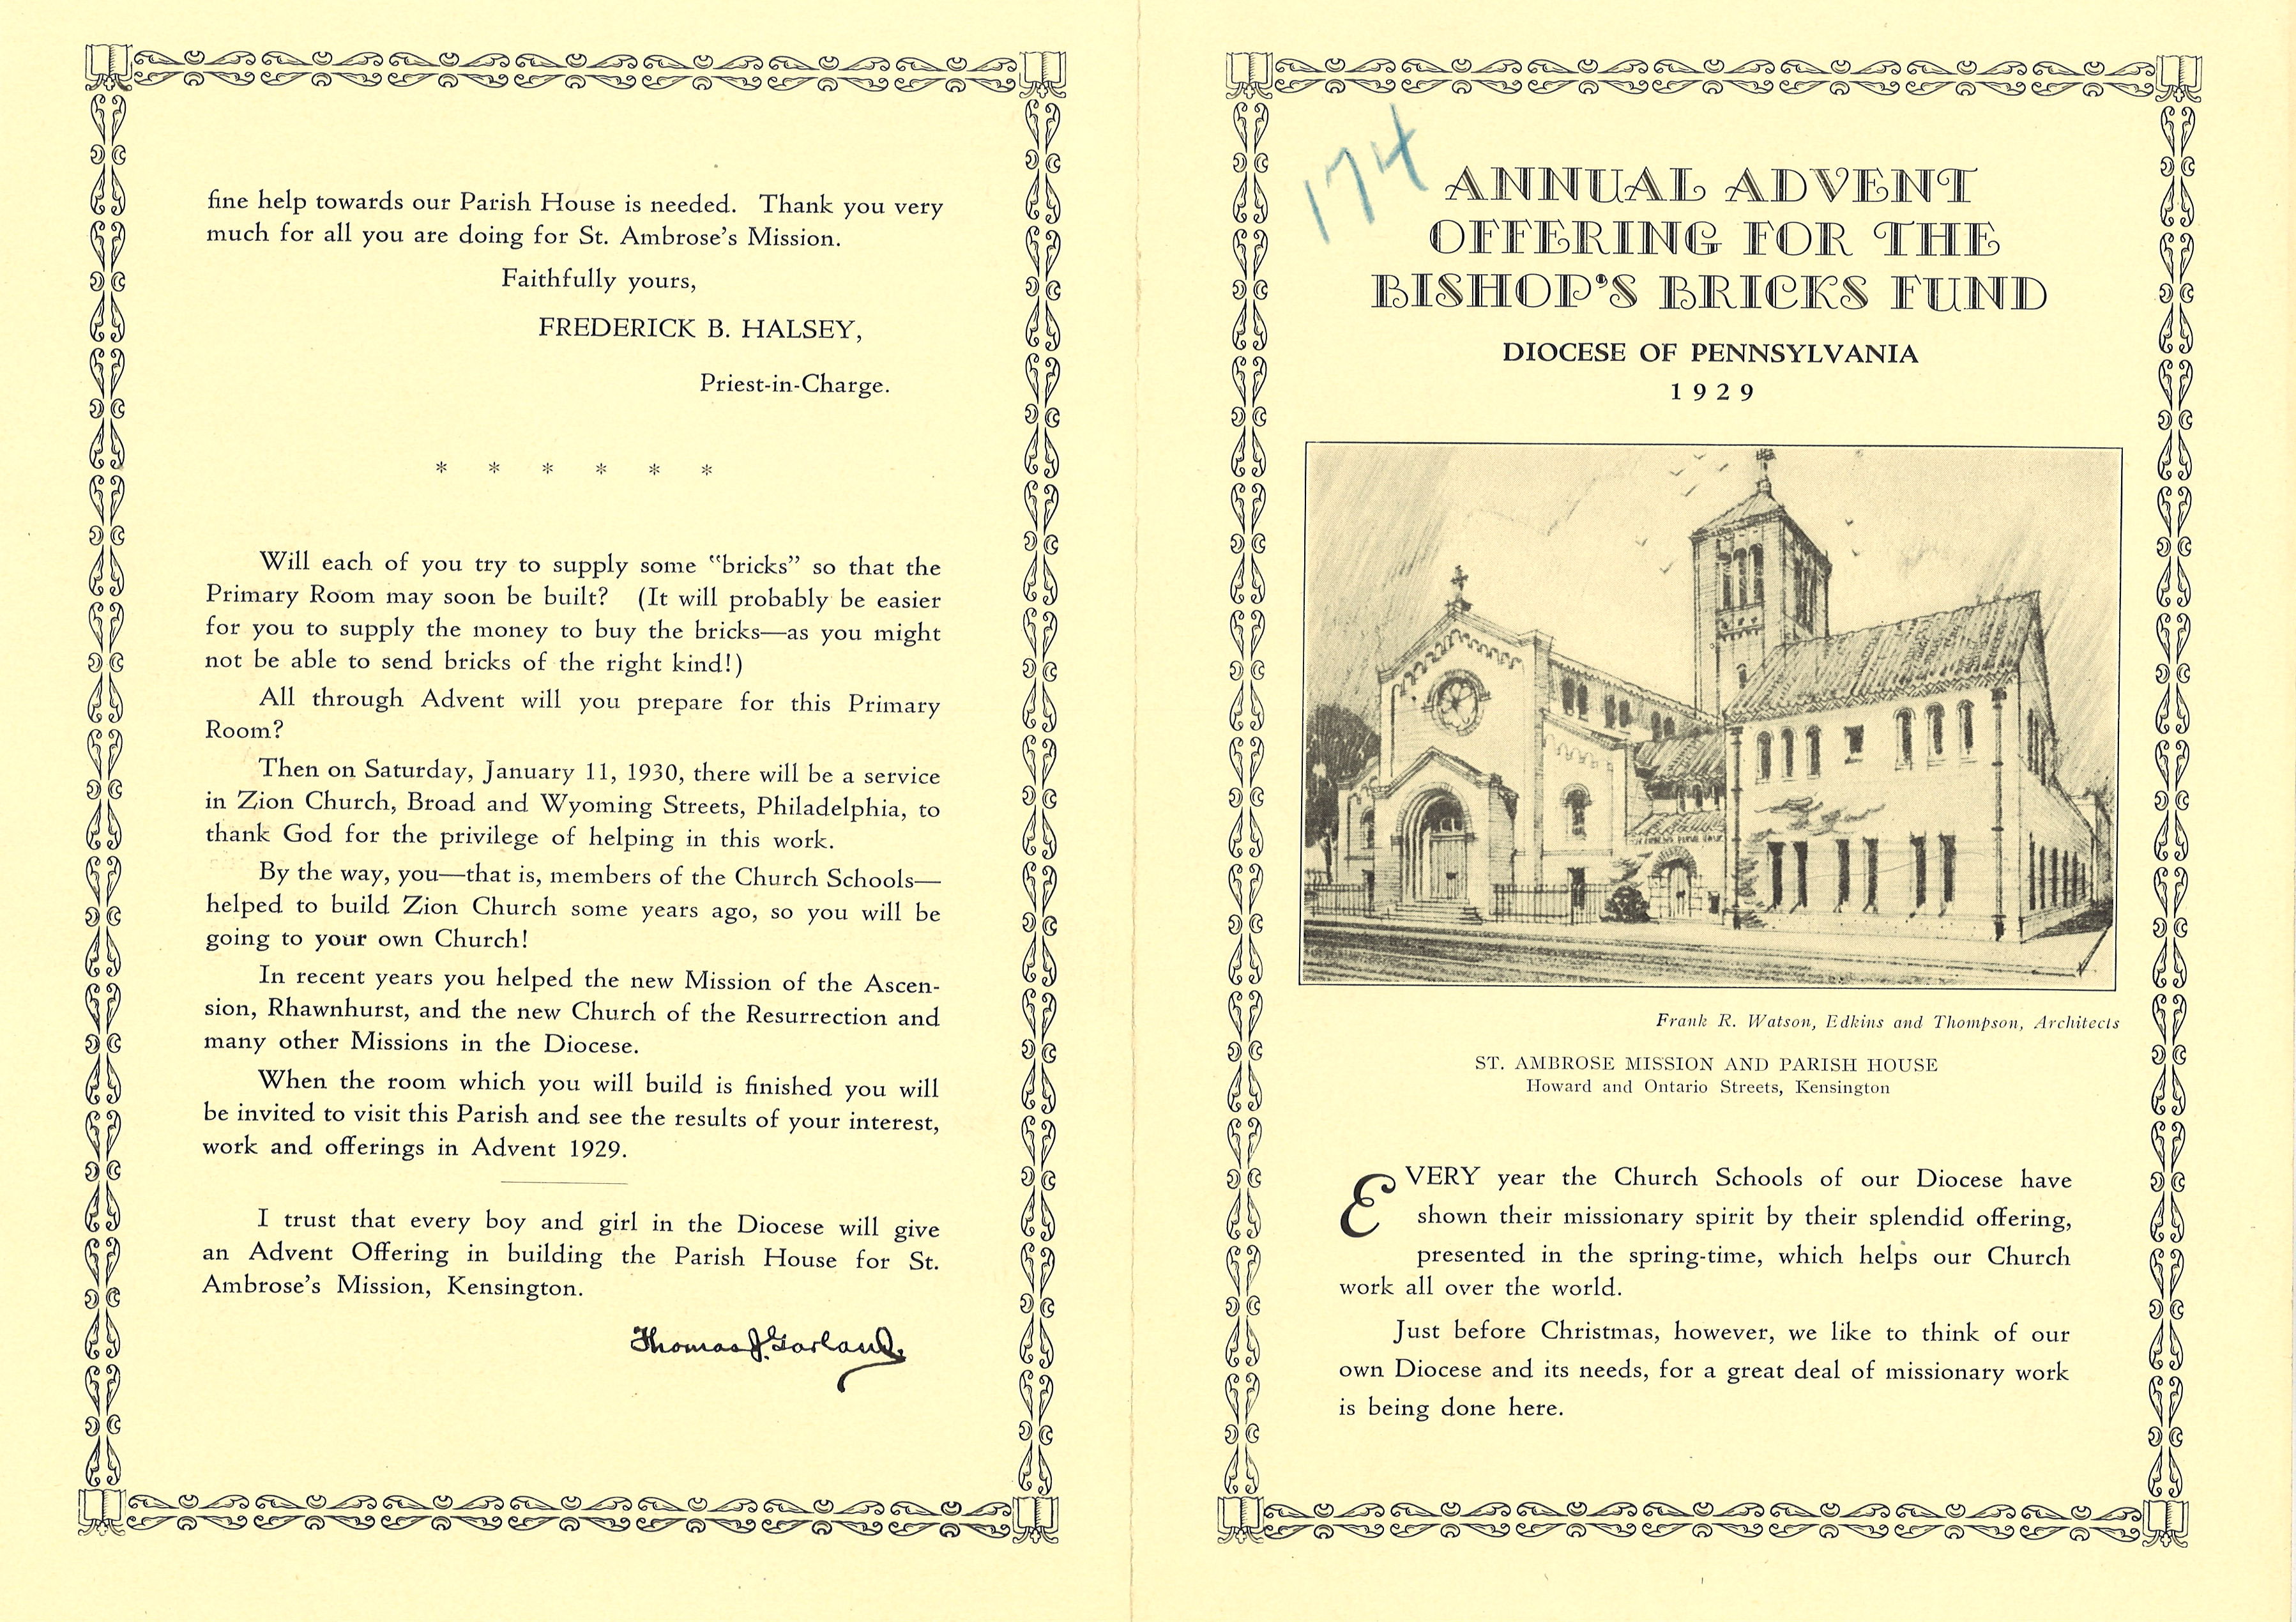 fine help towards our Parish House is needed. Thank you very
much for all you are doing for St. Ambrose's Mission.
Faithfully yours,
FREDERICK B. HALSEY,
Priest-in-Charge.
* * * * * *
Will each of you try to supply some "bricks" so that the
Primary Room may soon be built? (It will probably be easier
for you to supply the money to buy the bricks—as you might
not be able to send bricks of the right kind!)
All through Advent will you prepare for this Primary
Room?
Then on Saturday, January 11, 1930, there will be a service
in Zion Church, Broad and Wyoming Streets, Philadelphia, to
thank God for the privilege of helping in this work.
By the way, you—that is, members of the Church Schools—
helped to build Zion Church some years ago, so you will be
going to your own Church!
In recent years you helped the new Mission of the Ascen-
sion, Rhawnhurst, and the new Church of the Resurrection and
many other Missions in the Diocese.
When the room which you will build is finished you will
be invited to visit this Parish and see the results of your interest,
work and offerings in Advent 1929.
I trust that every boy and girl in the Diocese will give
an Advent Offering in building the Parish House for St.
Ambrose's Mission, Kensington.
Thomas J. Garland.
174
ANNUAL ADVENT
OFFERING FOR THE
BISHOP'S BRICKS FUND
DIOCESE OF PENNSYLVANIA
1929
Frank R. Watson, Edkins and Thompson, Architects
ST. AMBROSE MISSION AND PARISH HOUSE
Howard and Ontario Streets, Kensington
EVERY year the Church Schools of our Diocese have
shown their missionary spirit by their splendid offering,
presented in the spring-time, which helps our Church
work all over the world.
Just before Christmas, however, we like to think of our
own Diocese and its needs, for a great deal of missionary work
is being done here.